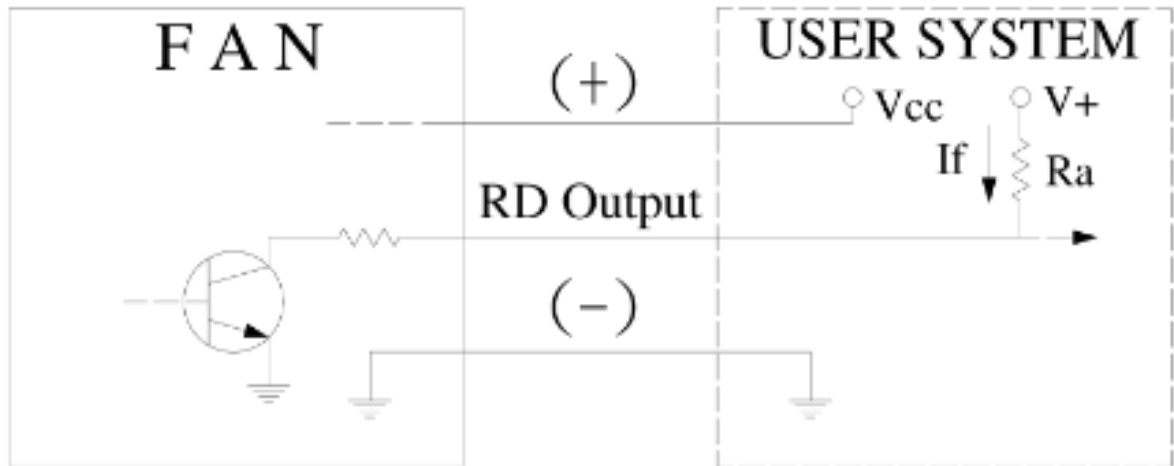 F A N
USER SYSTEM
(+)
Vcc
V+
If
Ra
RD Output
(-)